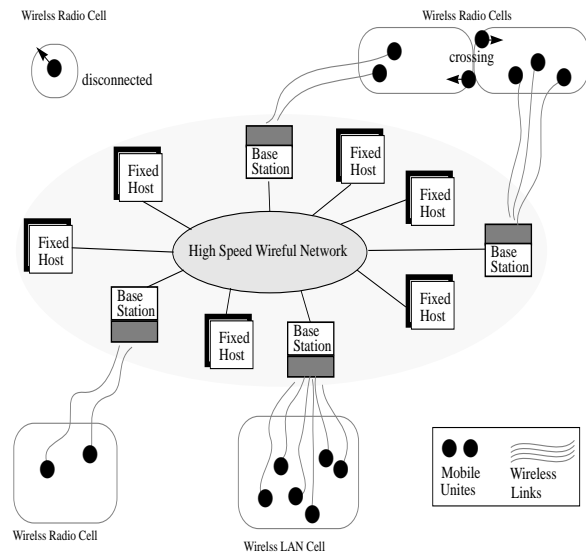 Wirelss Radio Cell
Wirelss Radio Cells
disconnected
crossing
Base
Station
Fixed
Host
Fixed
Host
Fixed
Host
Fixed
Host
High Speed Wireful Network
Base
Station
Base
Station
Fixed
Host
Fixed
Host
Base
Station
Mobile
Unites
Wireless
Links
Wirelss Radio Cell
Wirelss LAN Cell